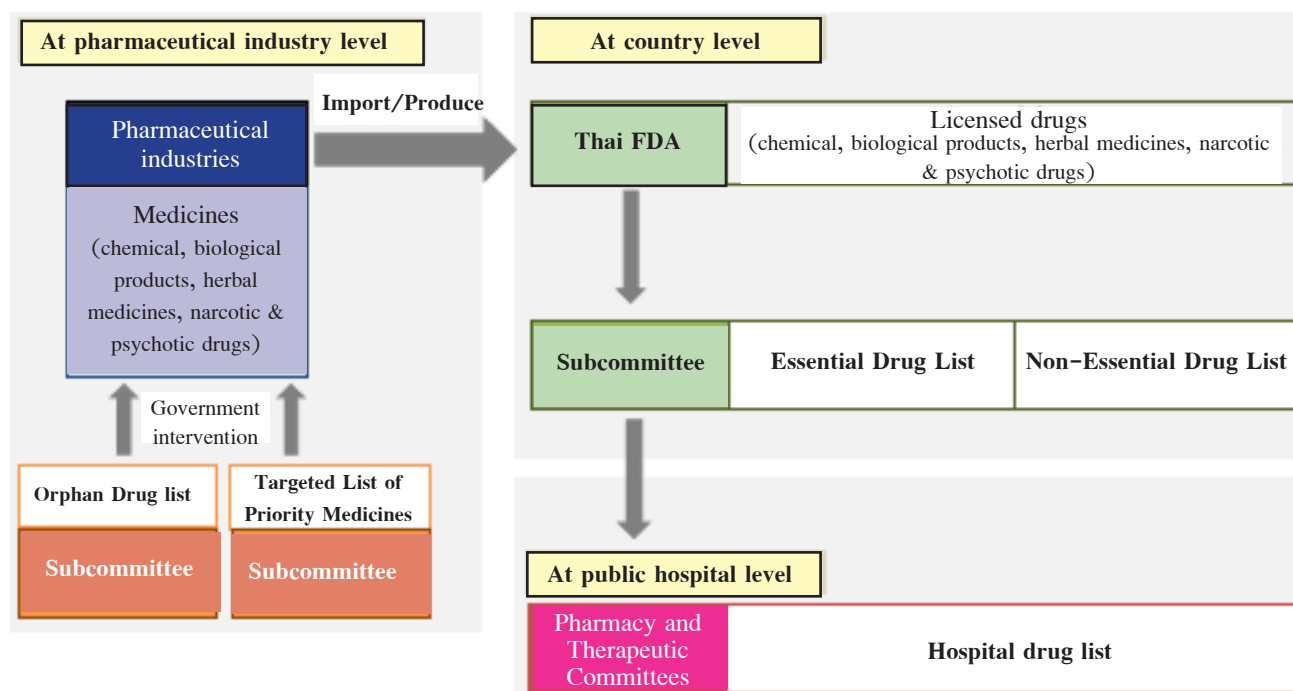 At pharmaceutical industry level
Import/Produce
Pharmaceutical
industries
Medicines
(chemical, biological
products, herbal
medicines, narcotic &
psychotic drugs)
Government
intervention
Orphan Drug list
Subcommittee
Targeted List of
Priority Medicines
Subcommittee
At country level
Thai FDA
Licensed drugs
(chemical, biological products, herbal medicines, narcotic
& psychotic drugs)
Subcommittee
Essential Drug List
Non-Essential Drug List
At public hospital level
Pharmacy and
Therapeutic
Committees
Hospital drug list